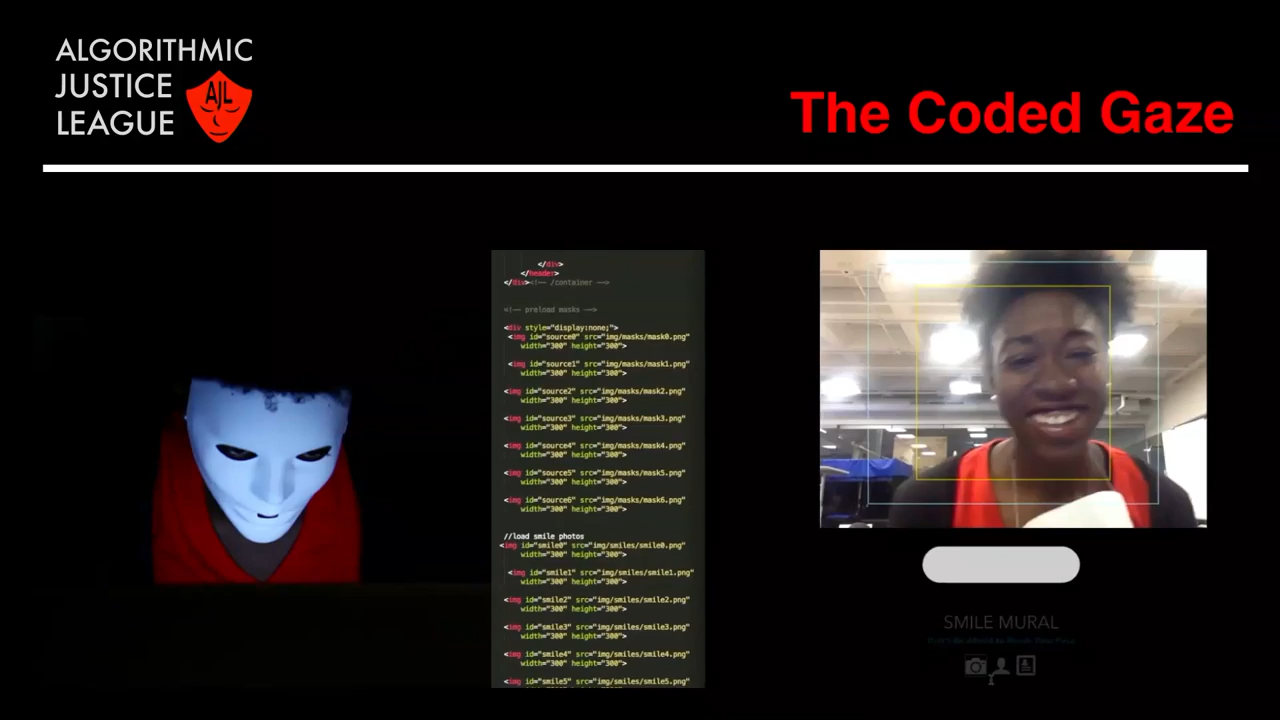 ALGORITHMIC
JUSTICE
LEAGUE
AJL
The Coded Gaze
</div>
</header>
</div><!-- /container -->
<!-- preload masks -->
<div style="display:none;">
<img id="source0" src="img/masks/mask0.png"
width="300" height="300">
<img id="source1" src="img/masks/mask1.png"
width="300" height="300">
<img id="source2" src="img/masks/mask2.png"
width="300" height="300">
<img id="source3" src="img/masks/mask3.png"
width="300" height="300">
<img id="source4" src="img/masks/mask4.png"
width="300" height="300">
<img id="source5" src="img/masks/mask5.png"
width="300" height="300">
<img id="source6" src="img/masks/mask6.png"
width="300" height="300">
//load smile photos
<img id="smile0" src="img/smiles/smile0.png"
width="300" height="300">
<img id="smile1" src="img/smiles/smile1.png"
width="300" height="300">
<img id="smile2" src="img/smiles/smile2.png"
width="300" height="300">
<img id="smile3" src="img/smiles/smile3.png"
width="300" height="300">
<img id="smile4" src="img/smiles/smile4.png"
width="300" height="300">
<img id="smile5" src="img/smiles/smile5.png"
SMILE MURAL